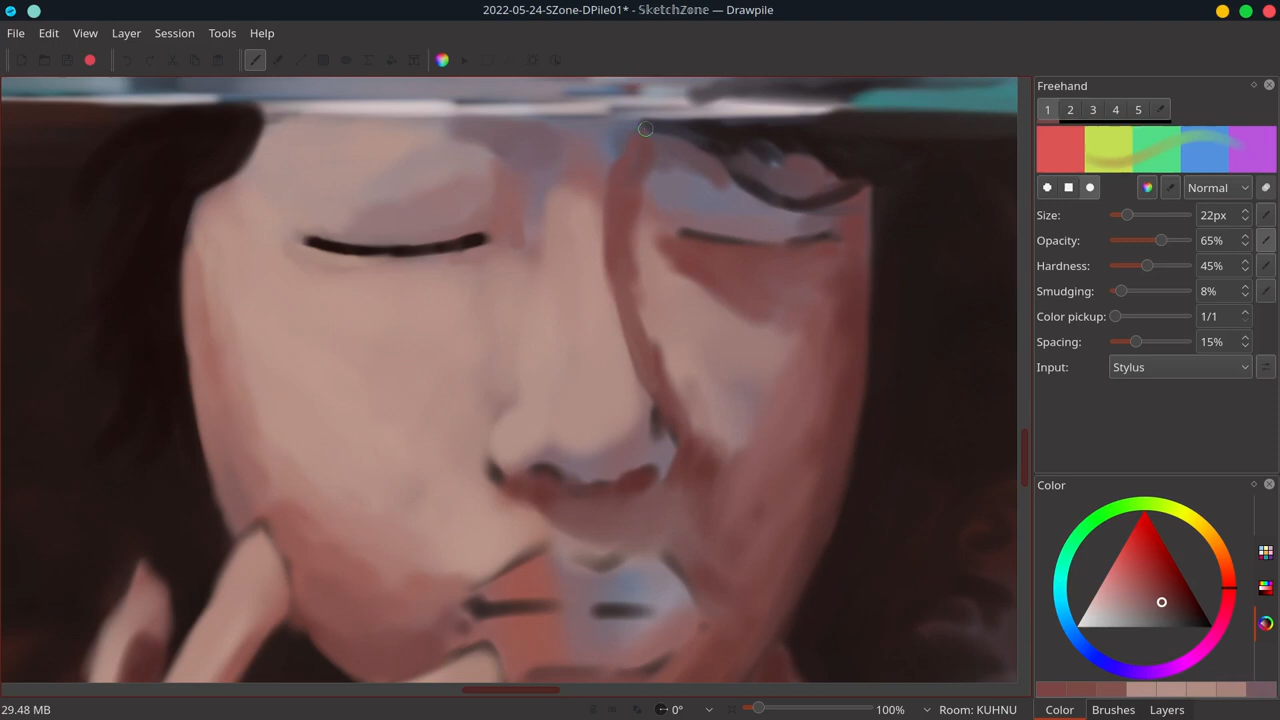 2022-05-24-SZone-DPile01* - SketchZone — Drawpile
File Edit View Layer Session Tools Help
Freehand
1 2 3 4 5
Normal
Size: 22px
Opacity: 65%
Hardness: 45%
Smudging: 8%
Color pickup: 1/1
Spacing: 15%
Input: Stylus
Color
29.48 MB 0° 100% Room: KUHNU
Color Brushes Layers